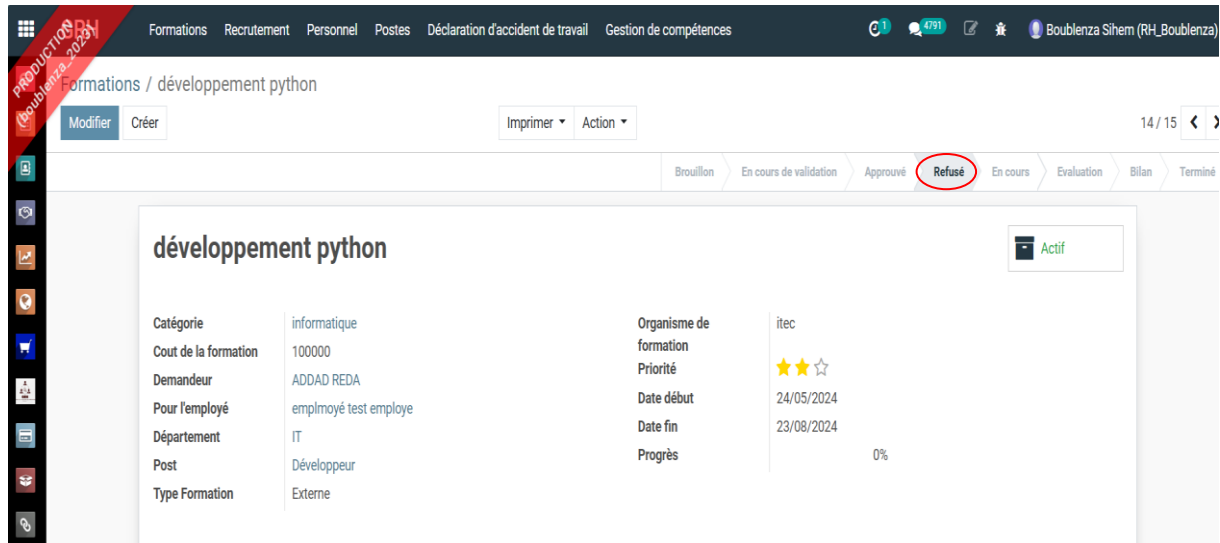 PRODUCTION
(boublenza_2023)
GRH Formations Recrutement Personnel Postes Déclaration d'accident de travail Gestion de compétences 1 4791 Boublenza Sihem (RH_Boublenza)
Formations / développement python
Modifier Créer Imprimer Action 14 / 15
Brouillon En cours de validation Approuvé Refusé En cours Evaluation Bilan Terminé
développement python
Actif
Catégorie informatique
Cout de la formation 100000
Demandeur ADDAD REDA
Pour l'employé emplmoyé test employe
Département IT
Post Développeur
Type Formation Externe
Organisme de
formation itec
Priorité
Date début 24/05/2024
Date fin 23/08/2024
Progrès 0%